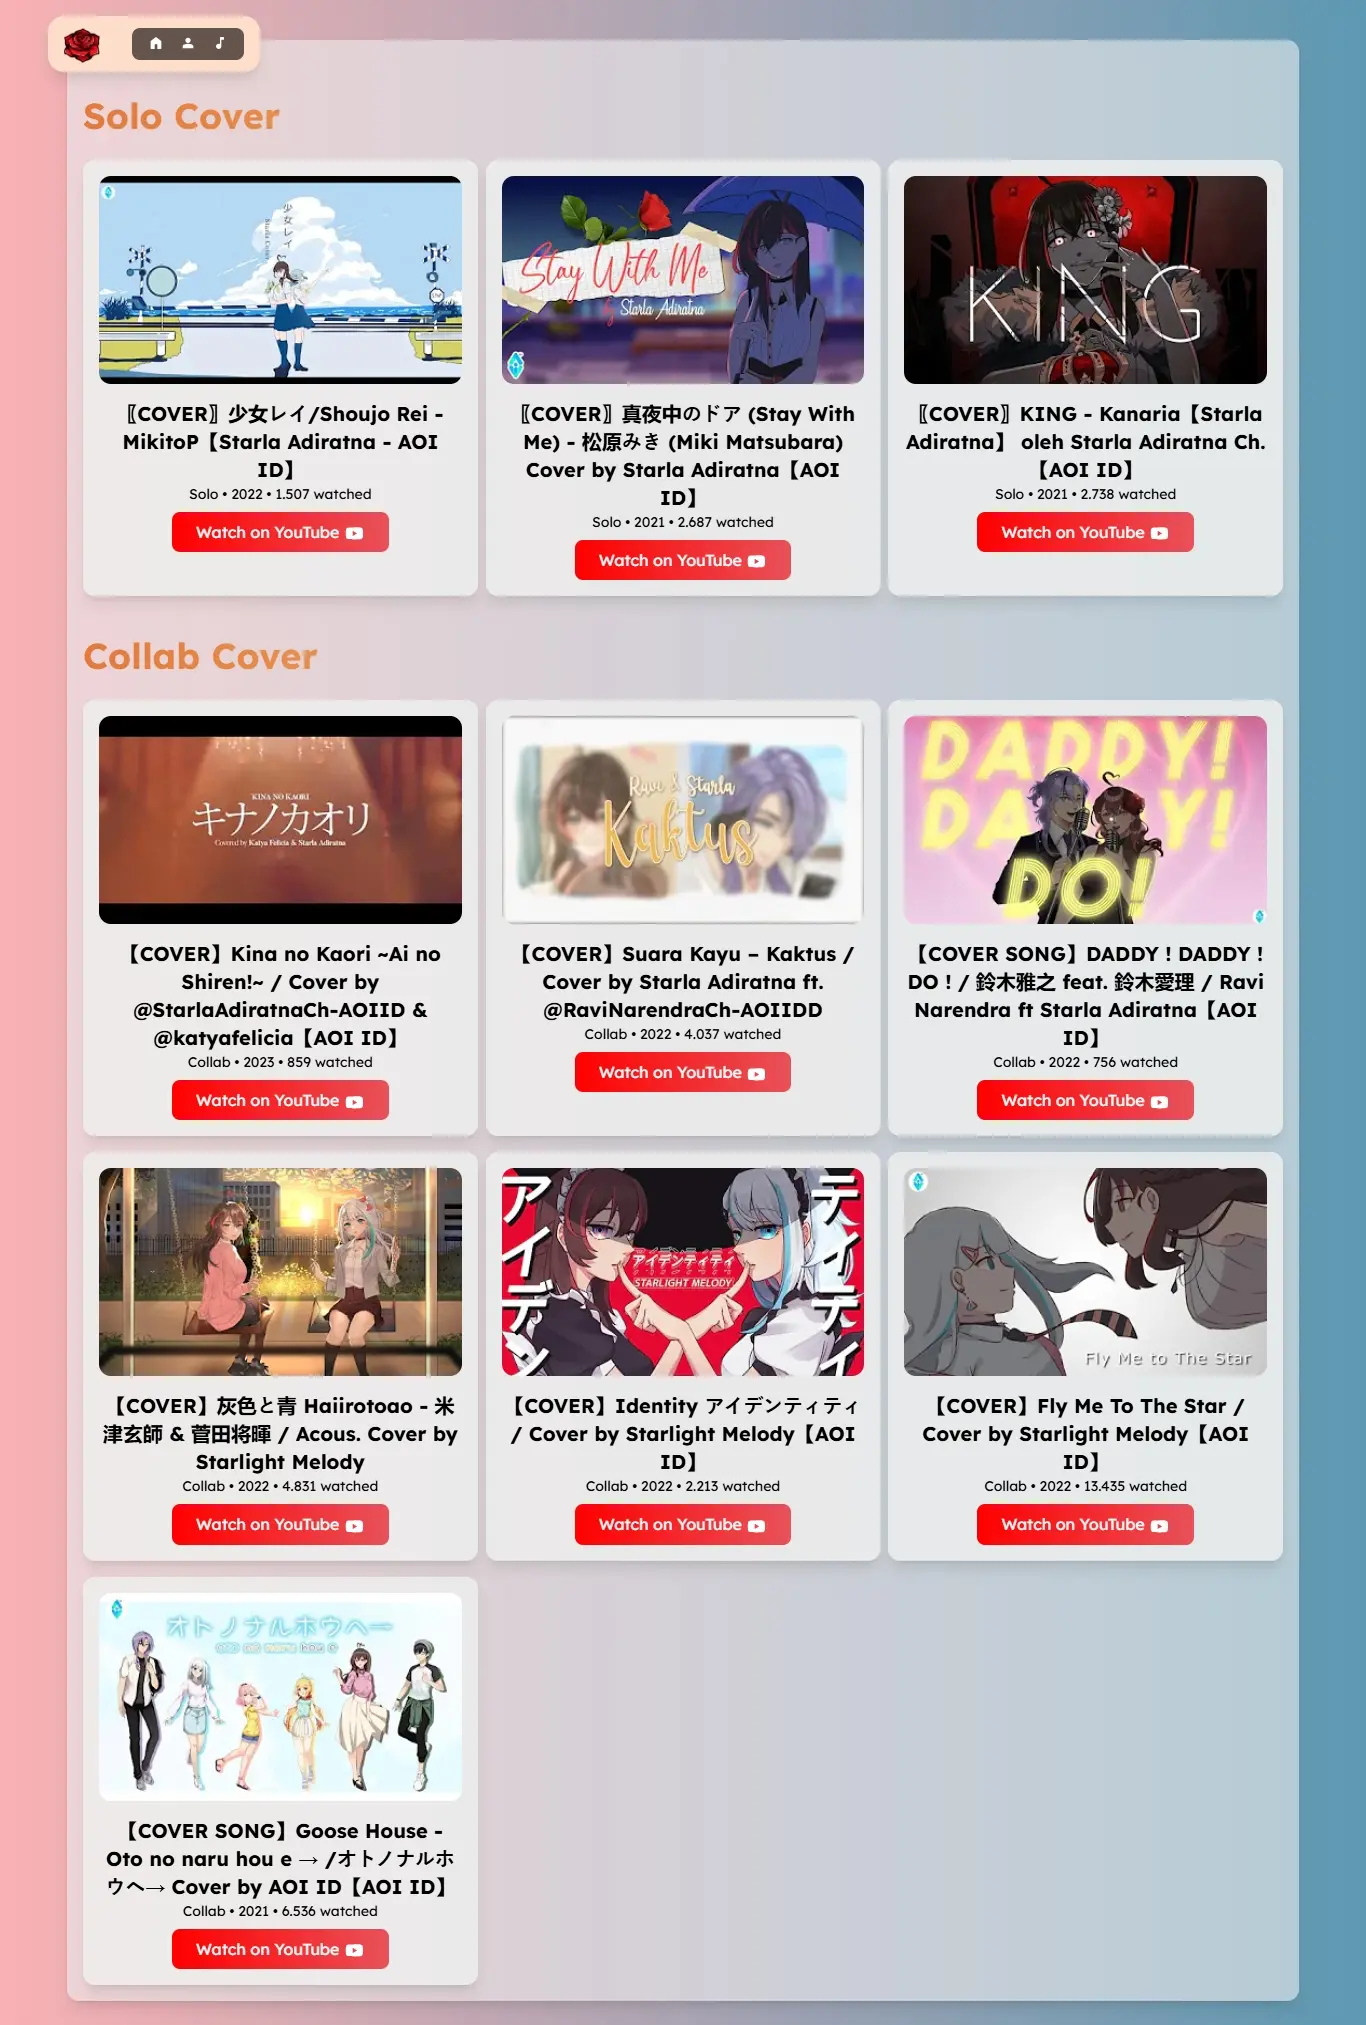 Solo Cover
少女レイ
Starla Cover
Stay With Me
by Starla Adiratna
KING
〖COVER〗少女レイ/Shoujo Rei -
MikitoP【Starla Adiratna - AOI
ID】
Solo • 2022 • 1.507 watched
Watch on YouTube
〖COVER〗真夜中のドア (Stay With
Me) - 松原みき (Miki Matsubara)
Cover by Starla Adiratna【AOI
ID】
Solo • 2021 • 2.687 watched
Watch on YouTube
〖COVER〗KING - Kanaria【Starla
Adiratna】 oleh Starla Adiratna Ch.
【AOI ID】
Solo • 2021 • 2.738 watched
Watch on YouTube
Collab Cover
KINA NO KAORI
キナノカオリ
Covered by Katya Felicia & Starla Adiratna
Ravi & Starla
Kaktus
DADDY!
DADDY!
DO!
【COVER】Kina no Kaori ~Ai no
Shiren!~ / Cover by
@StarlaAdiratnaCh-AOIID &
@katyafelicia【AOI ID】
Collab • 2023 • 859 watched
Watch on YouTube
【COVER】Suara Kayu – Kaktus /
Cover by Starla Adiratna ft.
@RaviNarendraCh-AOIIDD
Collab • 2022 • 4.037 watched
Watch on YouTube
【COVER SONG】DADDY ! DADDY !
DO ! / 鈴木雅之 feat. 鈴木愛理 / Ravi
Narendra ft Starla Adiratna【AOI
ID】
Collab • 2022 • 756 watched
Watch on YouTube
アイデン
ティティ
アイデンティティ
STARLIGHT MELODY
Fly Me to The Star
【COVER】灰色と青 Haiirotoao - 米
津玄師 & 菅田将暉 / Acous. Cover by
Starlight Melody
Collab • 2022 • 4.831 watched
Watch on YouTube
【COVER】Identity アイデンティティ
/ Cover by Starlight Melody【AOI
ID】
Collab • 2022 • 2.213 watched
Watch on YouTube
【COVER】Fly Me To The Star /
Cover by Starlight Melody【AOI
ID】
Collab • 2022 • 13.435 watched
Watch on YouTube
オトノナルホウヘ
【COVER SONG】Goose House -
Oto no naru hou e → /オトノナルホ
ウヘ→ Cover by AOI ID【AOI ID】
Collab • 2021 • 6.536 watched
Watch on YouTube